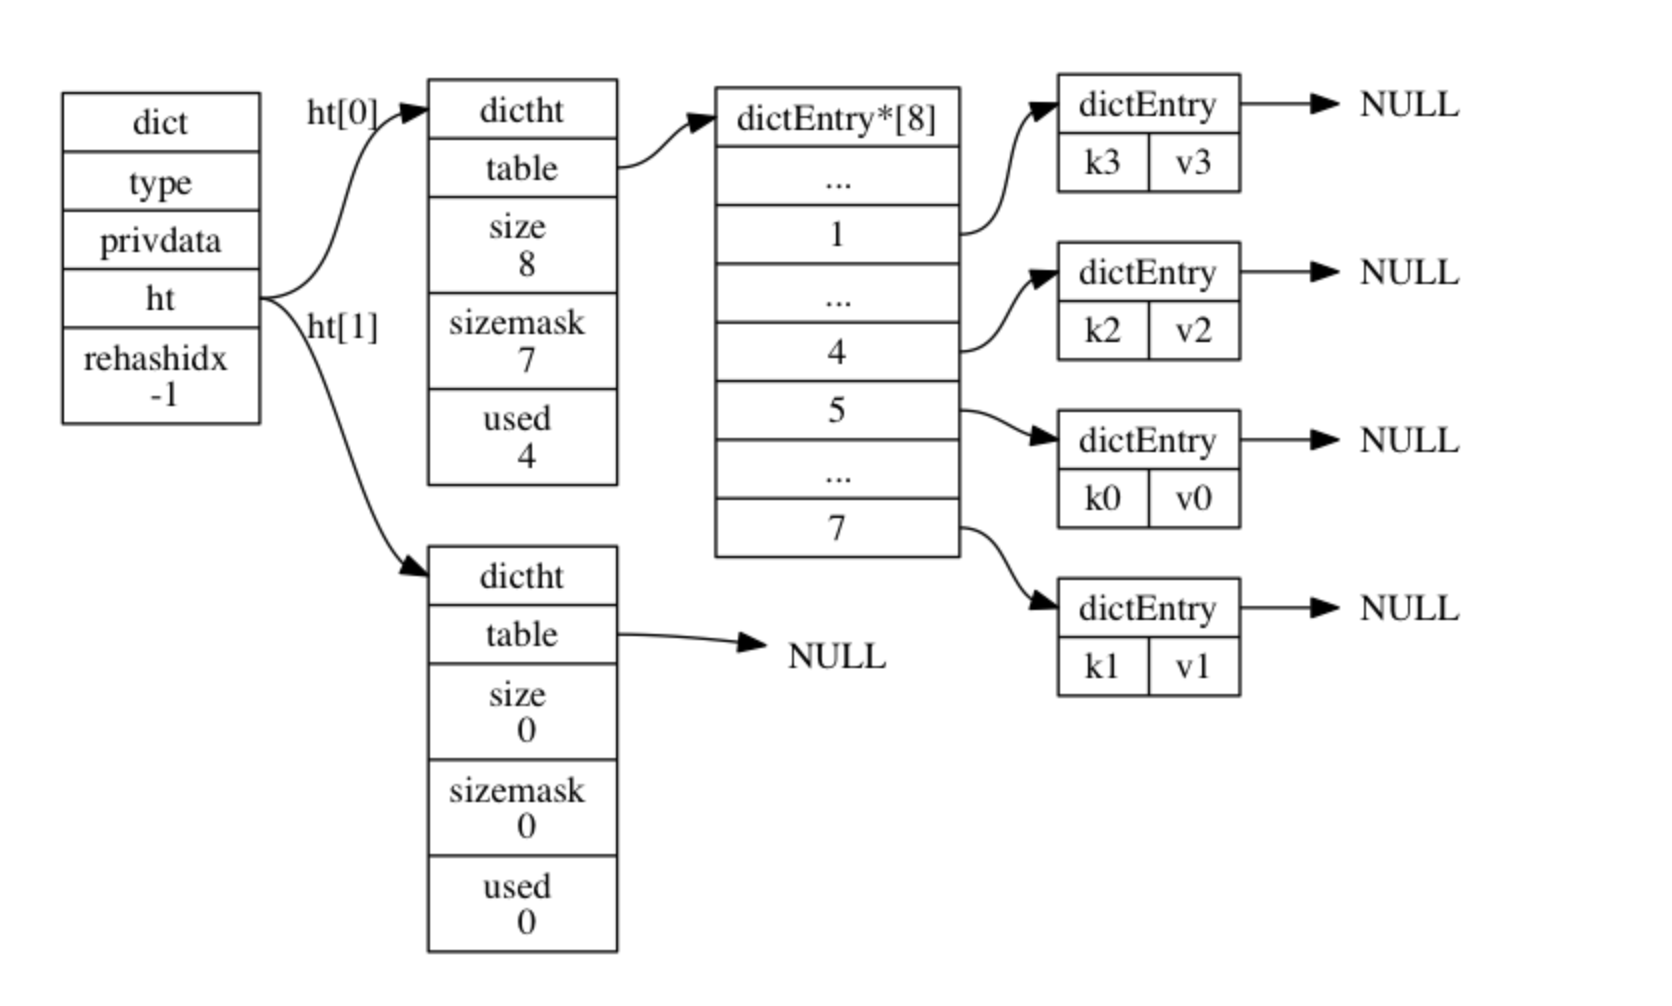 dict
type
privdata
ht
rehashidx
-1
ht[0]
ht[1]
dictht
table
size
8
sizemask
7
used
4
dictht
table
size
0
sizemask
0
used
0
NULL
dictEntry*[8]
...
1
...
4
5
...
7
dictEntry
k3 v3
NULL
dictEntry
k2 v2
NULL
dictEntry
k0 v0
NULL
dictEntry
k1 v1
NULL